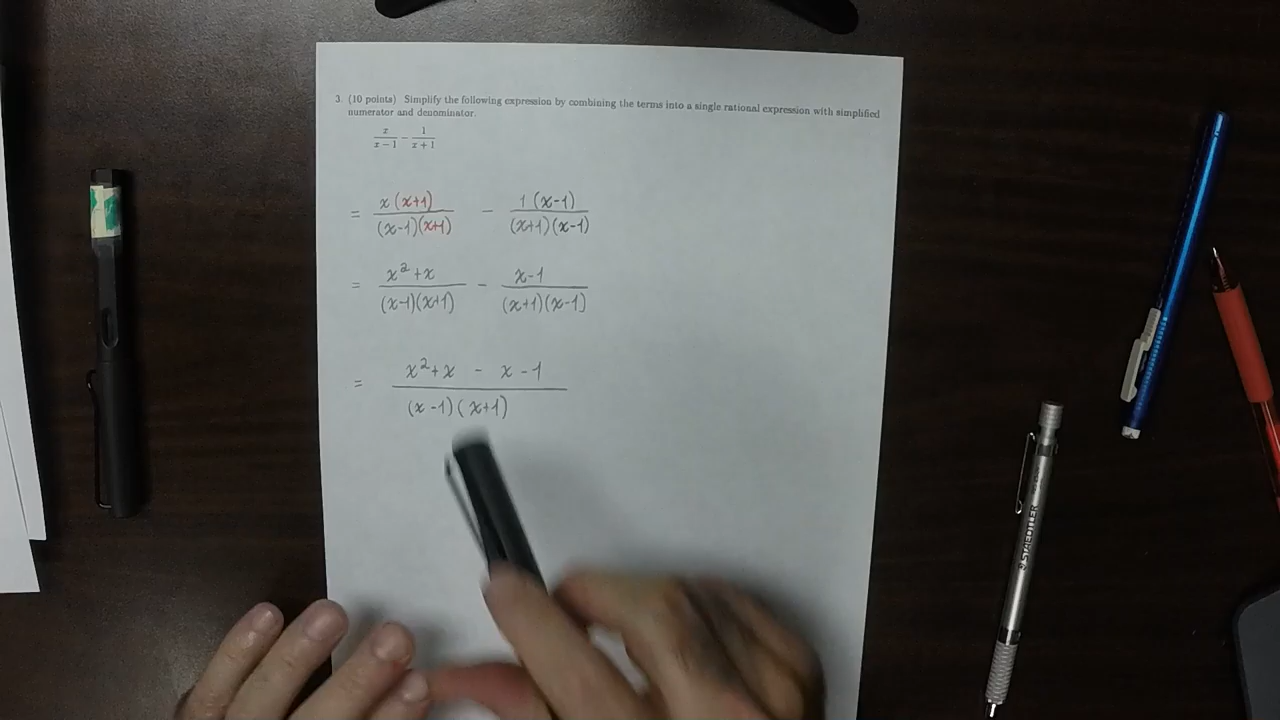 3. (10 points) Simplify the following expression by combining the terms into a single rational expression with simplified
numerator and denominator.
x/(x − 1) − 1/(x + 1)
= x(x+1)/((x-1)(x+1)) - 1(x-1)/((x+1)(x-1))
= (x²+x)/((x-1)(x+1)) - (x-1)/((x+1)(x-1))
= (x²+x - x-1)/((x-1)(x+1))
STAEDTLER